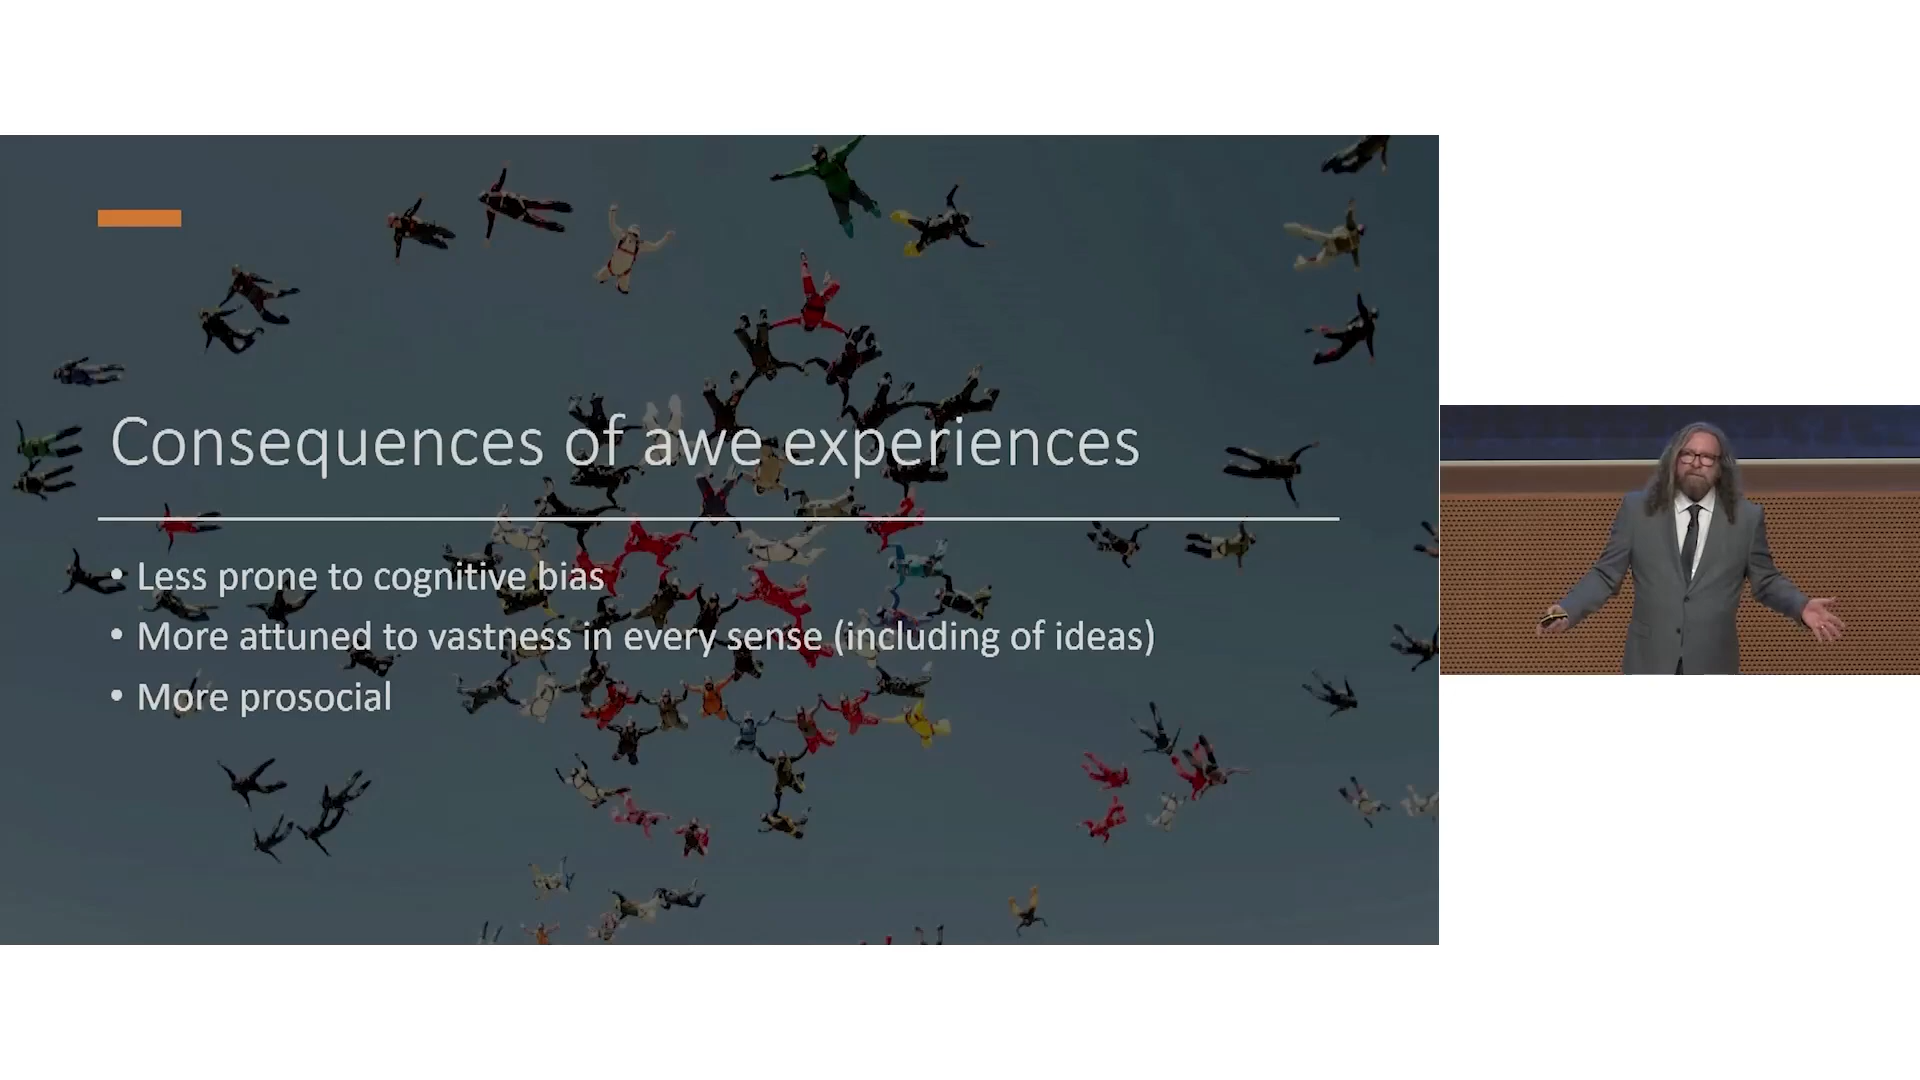 Consequences of awe experiences
• Less prone to cognitive bias
• More attuned to vastness in every sense (including of ideas)
• More prosocial